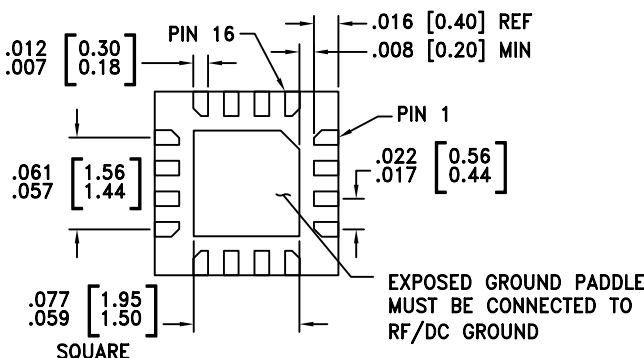 .016 [0.40] REF
.008 [0.20] MIN
PIN 16
.012 [0.30
.007 0.18]
PIN 1
.022 [0.56
.017 0.44]
.061 [1.56
.057 1.44]
.077 [1.95
.059 1.50]
SQUARE
EXPOSED GROUND PADDLE
MUST BE CONNECTED TO
RF/DC GROUND